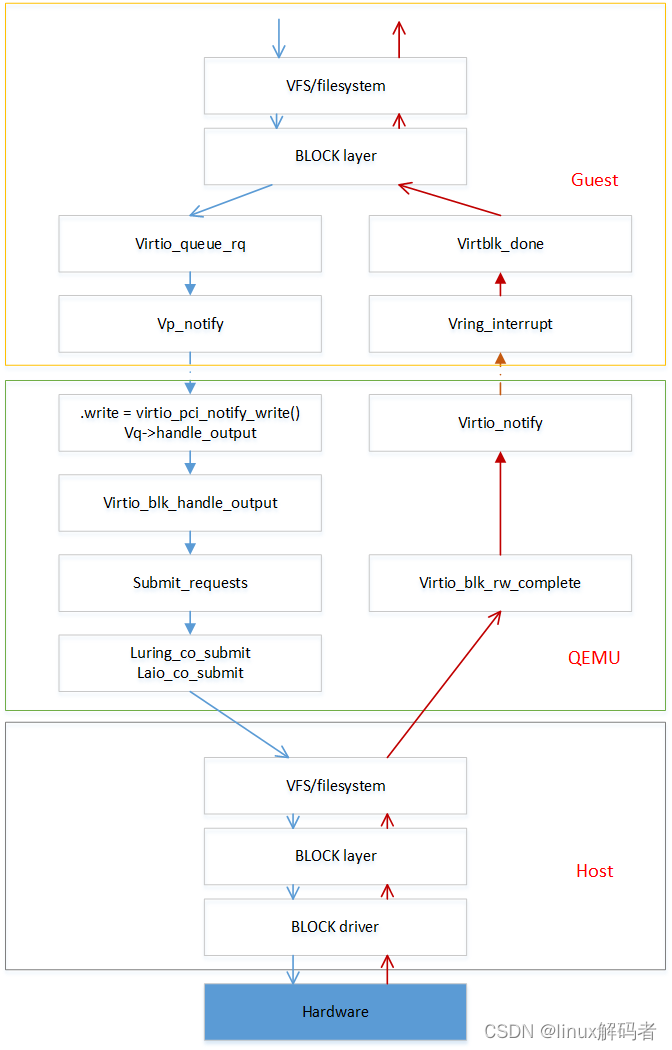 VFS/filesystem
BLOCK layer
Guest
Virtio_queue_rq
Virtblk_done
Vp_notify
Vring_interrupt
.write = virtio_pci_notify_write()
Vq->handle_output
Virtio_notify
Virtio_blk_handle_output
Submit_requests
Virtio_blk_rw_complete
Luring_co_submit
Laio_co_submit
QEMU
VFS/filesystem
BLOCK layer
Host
BLOCK driver
Hardware
CSDN @linux解码者